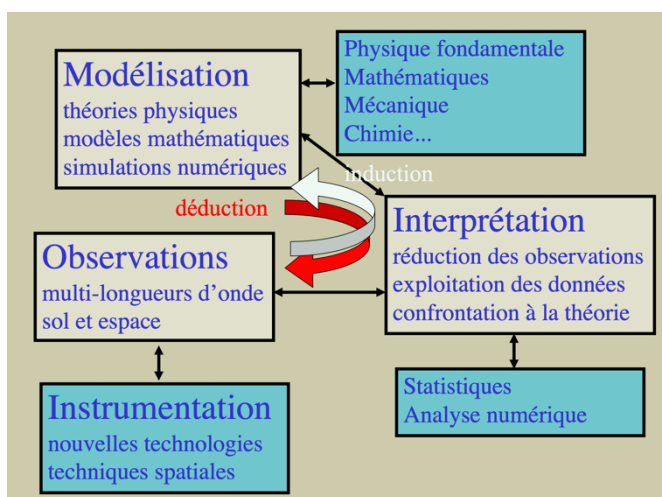 Modélisation
théories physiques
modèles mathématiques
simulations numériques
Physique fondamentale
Mathématiques
Mécanique
Chimie...
induction
déduction
Interprétation
réduction des observations
exploitation des données
confrontation à la théorie
Observations
multi-longueurs d'onde
sol et espace
Statistiques
Analyse numérique
Instrumentation
nouvelles technologies
techniques spatiales